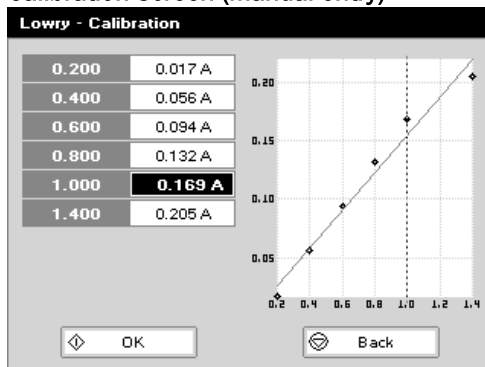 Calibration Screen (manual entry)
Lowry - Calibration
0.200 0.017 A
0.400 0.056 A
0.600 0.094 A
0.800 0.132 A
1.000 0.169 A
1.400 0.205 A
0.20
0.15
0.10
0.05
0.2 0.4 0.6 0.8 1.0 1.2 1.4
OK
Back